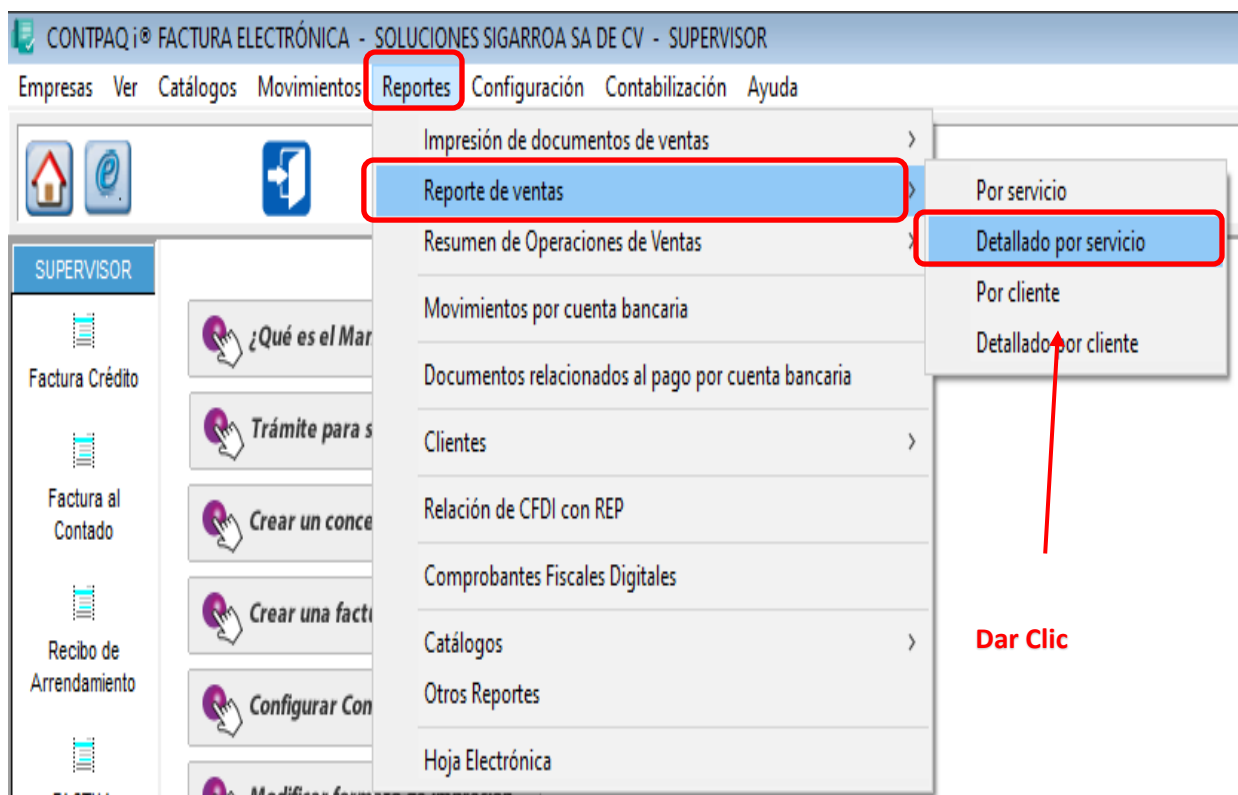 CONTPAQ i® FACTURA ELECTRÓNICA - SOLUCIONES SIGARROA SA DE CV - SUPERVISOR
Empresas Ver Catálogos Movimientos Reportes Configuración Contabilización Ayuda
Impresión de documentos de ventas
Reporte de ventas
Resumen de Operaciones de Ventas
Movimientos por cuenta bancaria
Documentos relacionados al pago por cuenta bancaria
Clientes
Relación de CFDI con REP
Comprobantes Fiscales Digitales
Catálogos
Otros Reportes
Hoja Electrónica
Por servicio
Detallado por servicio
Por cliente
Detallado por cliente
Dar Clic
SUPERVISOR
Factura Crédito
Factura al
Contado
Recibo de
Arrendamiento
¿Qué es el Mar
Trámite para s
Crear un conce
Crear una factu
Configurar Con